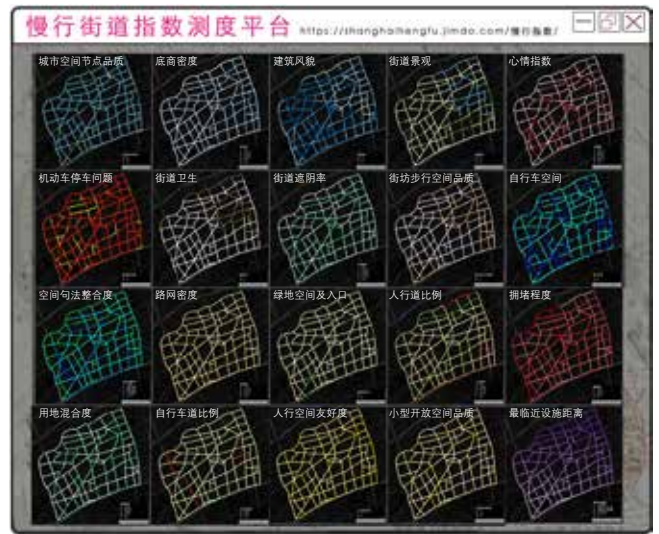 慢行街道指数测度平台 https://shanghaihengfu.jimdo.com/慢行指数/
城市空间节点品质 底商密度 建筑风貌 街道景观 心情指数
机动车停车问题 街道卫生 街道遮阴率 街坊步行空间品质 自行车空间
空间句法整合度 路网密度 绿地空间及入口 人行道比例 拥堵程度
用地混合度 自行车道比例 人行空间友好度 小型开放空间品质 最临近设施距离